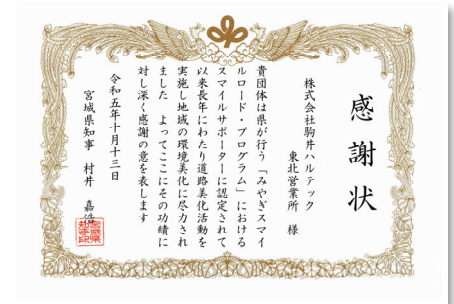 感謝状
株式会社駒井ハルテック
東北営業所 様
貴団体は県が行う「みやぎスマイ
ルロード・プログラム」における
スマイルサポーターに認定されて
以来長年にわたり道路美化活動を
実施し地域の環境美化に尽力され
ました よってここにその功績に
対し深く感謝の意を表します
令和五年十月十三日
宮城県知事 村井 嘉浩